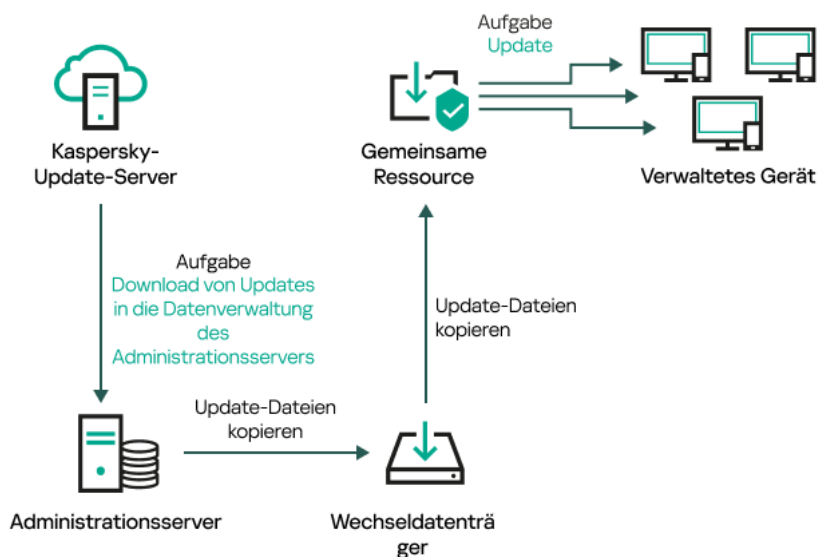 Aufgabe
Update
Kaspersky-
Update-Server
Gemeinsame
Ressource
Verwaltetes Gerät
Aufgabe
Download von Updates
in die Datenverwaltung
des
Administrationsservers
Update-Dateien
kopieren
Update-Dateien
kopieren
Administrationsserver
Wechseldatenträ
ger